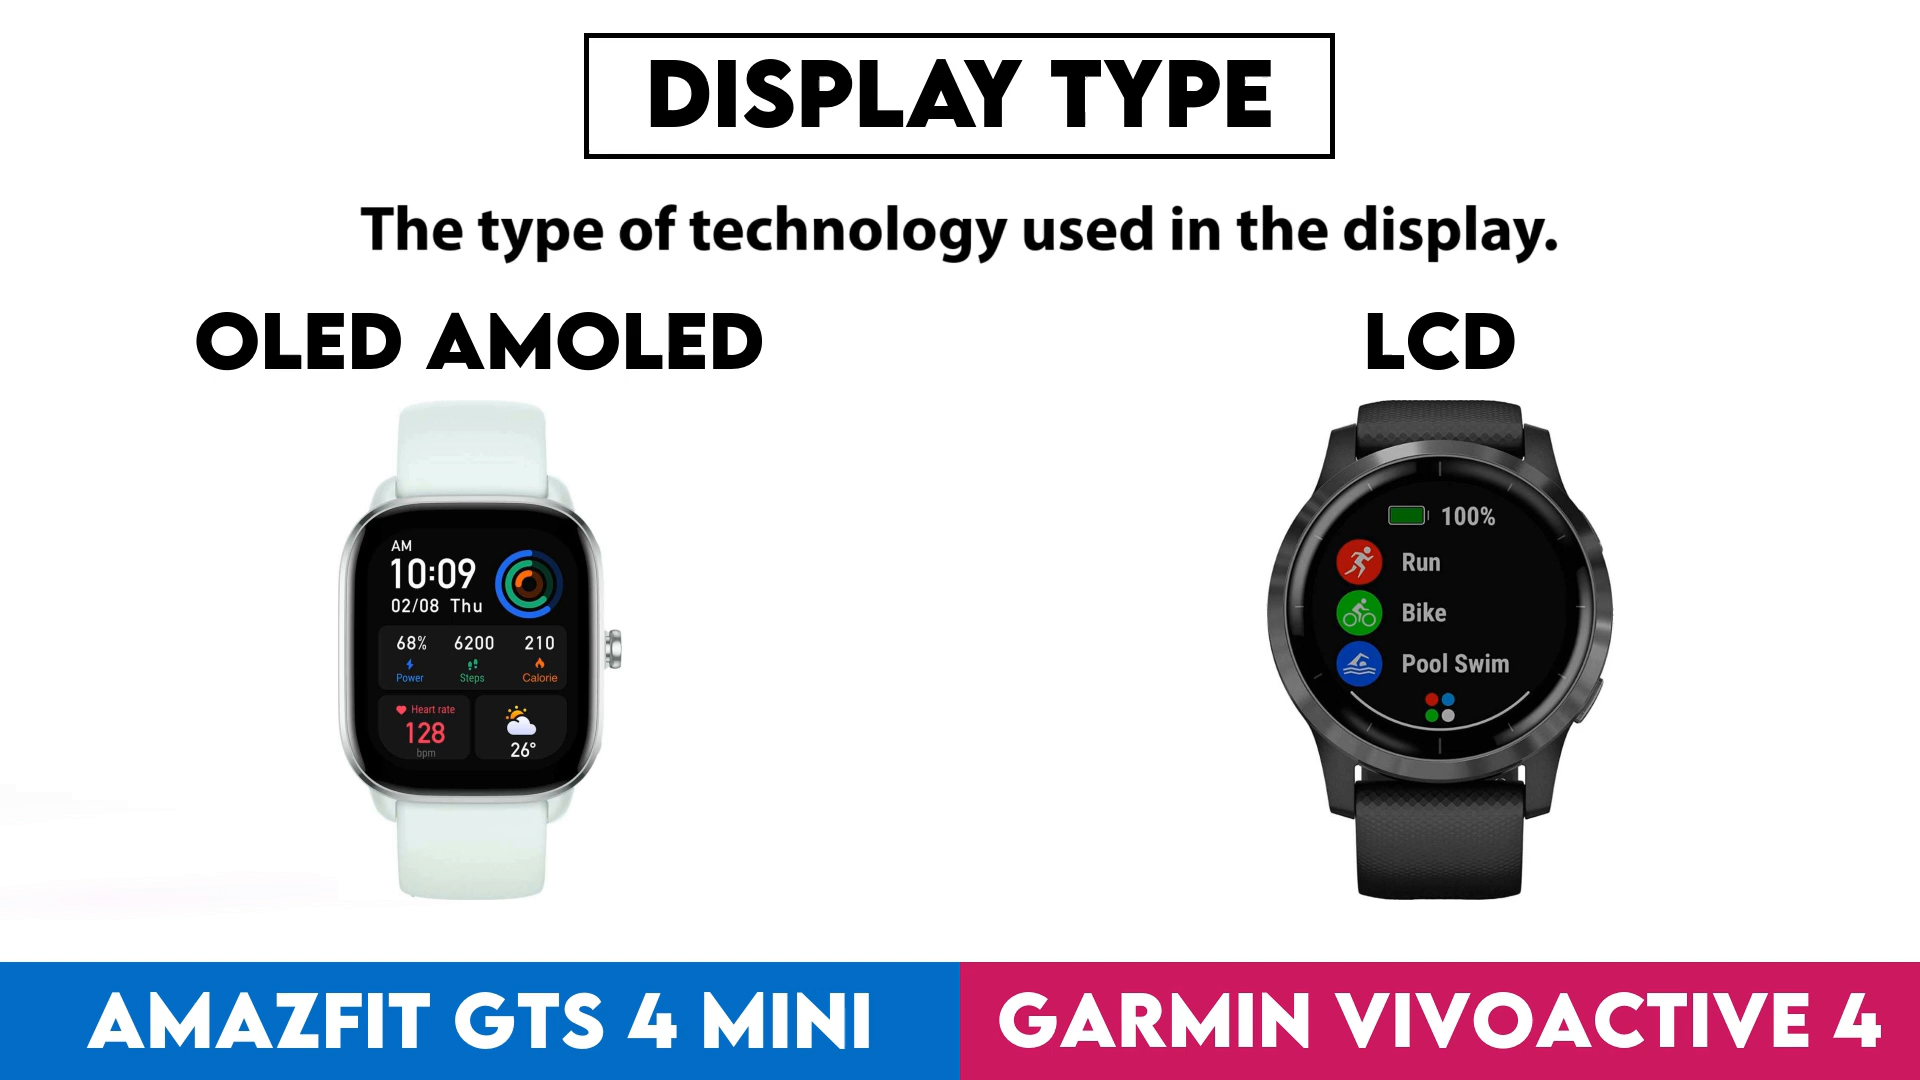 DISPLAY TYPE
The type of technology used in the display.
OLED AMOLED
LCD
AM
10:09
02/08 Thu
68% 6200 210
Power Steps Calorie
Heart rate
128
bpm
26°
100%
Run
Bike
Pool Swim
AMAZFIT GTS 4 MINI
GARMIN VIVOACTIVE 4